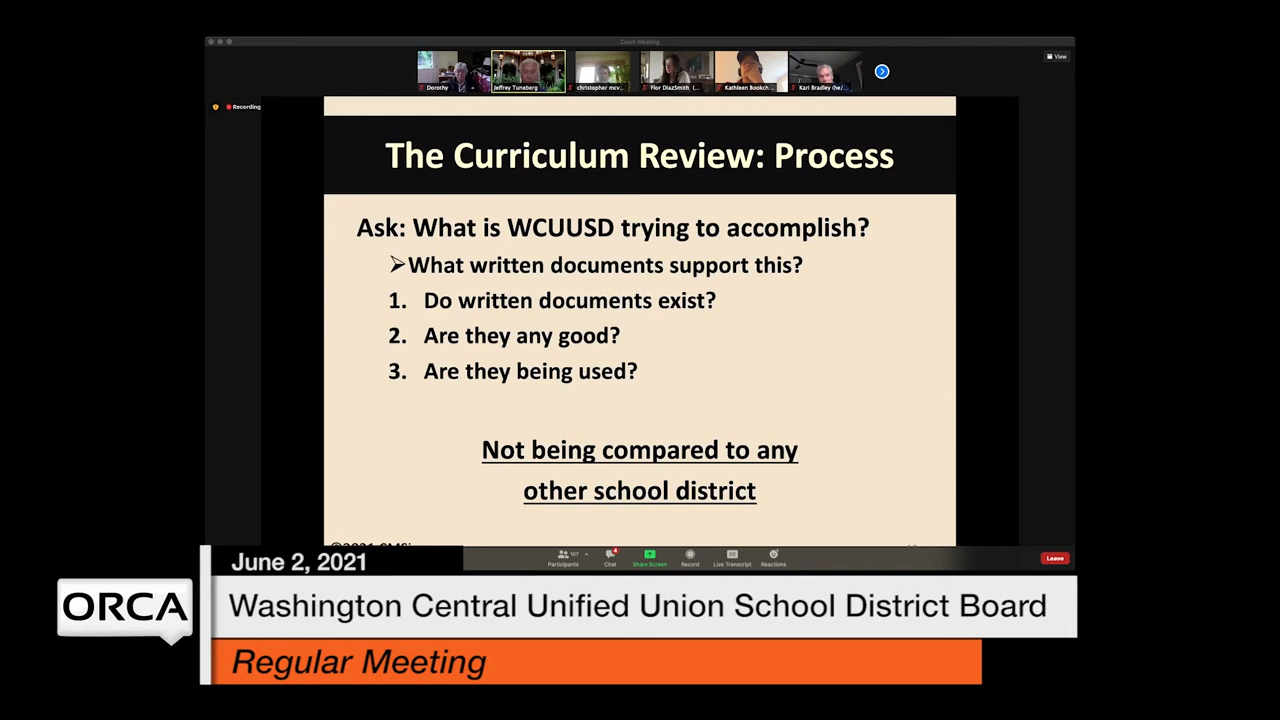 Zoom Meeting
View
Dorothy
Jeffrey Tuneberg
christopher mcv...
Flor DiazSmith (...
Kathleen Bookch...
Kari Bradley (he/...
Recording
The Curriculum Review: Process
Ask: What is WCUUSD trying to accomplish?
➢What written documents support this?
1. Do written documents exist?
2. Are they any good?
3. Are they being used?
Not being compared to any
other school district
107
4
CC
Participants
Chat
Share Screen
Record
Live Transcript
Reactions
Leave
June 2, 2021
ORCA
Washington Central Unified Union School District Board
Regular Meeting